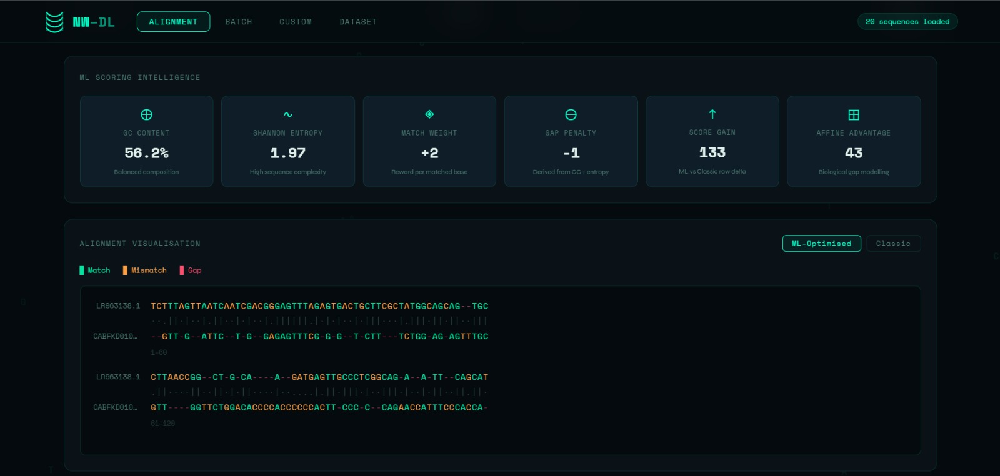 NW-DL ALIGNMENT BATCH CUSTOM DATASET 20 sequences loaded
ML SCORING INTELLIGENCE
GC CONTENT
56.2%
Balanced composition
SHANNON ENTROPY
1.97
High sequence complexity
MATCH WEIGHT
+2
Reward per matched base
GAP PENALTY
-1
Derived from GC + entropy
SCORE GAIN
133
ML vs Classic raw delta
AFFINE ADVANTAGE
43
Biological gap modelling
ALIGNMENT VISUALISATION ML-Optimised Classic
Match Mismatch Gap
LR963138.1 TCTTTAGTTAATCAATCGACGGGAGTTTAGAGTGACTGCTTCGCTATGGCAGCAG--TGC
CABFKD010… --GTT-G--ATTC--T-G--GAGAGTTTCG-G-G--T-CTT---TCTGG-AG-AGTTTGC
1–60
LR963138.1 CTTAACCGG--CT-G-CA----A--GATGAGTTGCCCTCGGCAG-A--A-TT--CAGCAT
CABFKD010… GTT----GGTTCTGGACACCCCACCCCCCACTT-CCC-C--CAGAACCATTTCCCACCA-
61–120